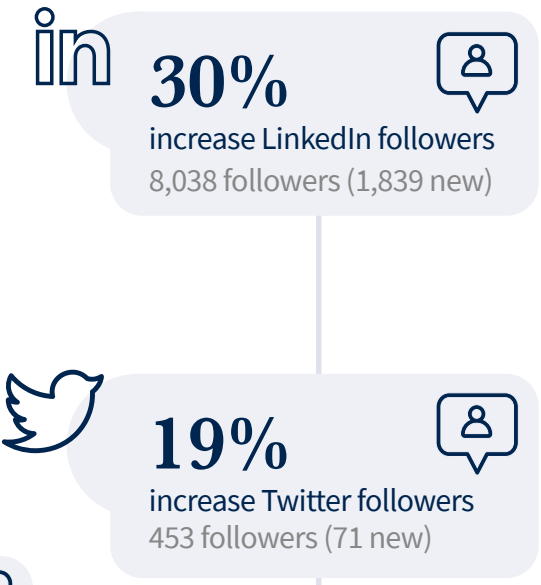 in
30%
increase LinkedIn followers
8,038 followers (1,839 new)
19%
increase Twitter followers
453 followers (71 new)